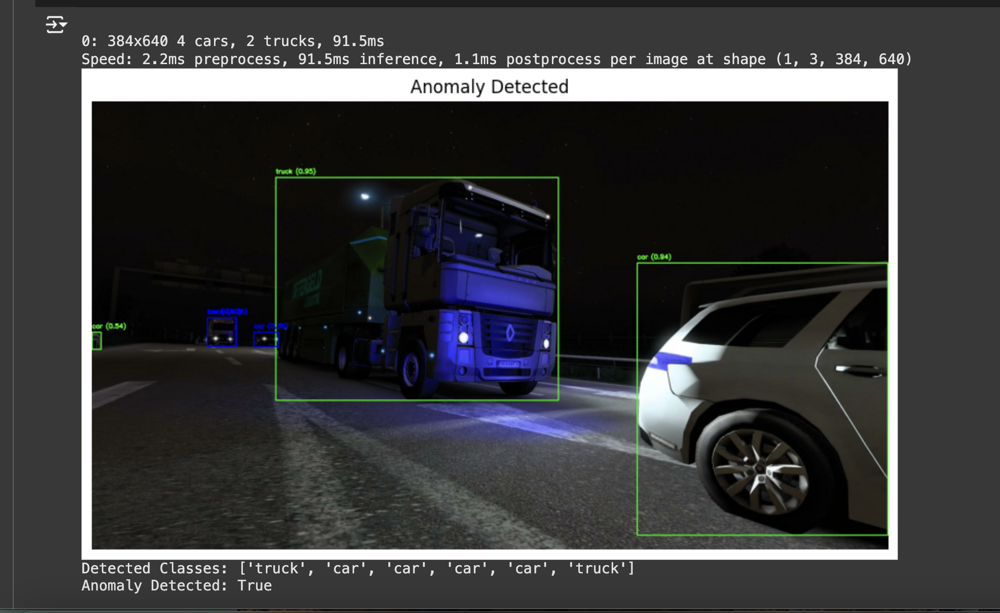 0: 384x640 4 cars, 2 trucks, 91.5ms
Speed: 2.2ms preprocess, 91.5ms inference, 1.1ms postprocess per image at shape (1, 3, 384, 640)
Anomaly Detected
truck (0.95)
car (0.94)
car (0.54)
car
OFFERGELD
LOGISTIK
Detected Classes: ['truck', 'car', 'car', 'car', 'car', 'truck']
Anomaly Detected: True